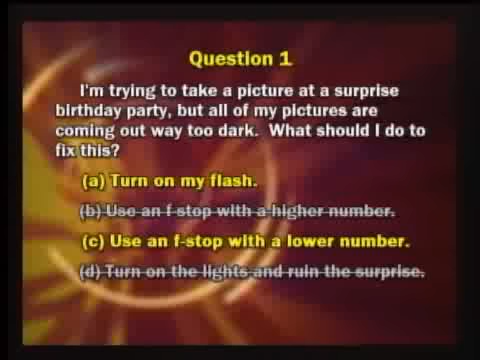 Question 1
I'm trying to take a picture at a surprise
birthday party, but all of my pictures are
coming out way too dark.  What should I do to
fix this?
(a) Turn on my flash.
(b) Use an f stop with a higher number.
(c) Use an f-stop with a lower number.
(d) Turn on the lights and ruin the surprise.